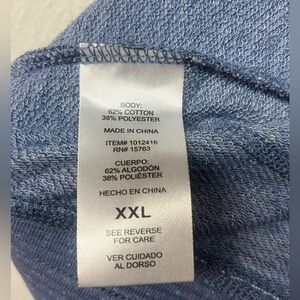 BODY:
62% COTTON
38% POLYESTER
MADE IN CHINA
ITEM# 1012416
RN# 15763
CUERPO:
62% ALGODÓN
38% POLIÉSTER
HECHO EN CHINA
XXL
SEE REVERSE
FOR CARE
VER CUIDADO
AL DORSO